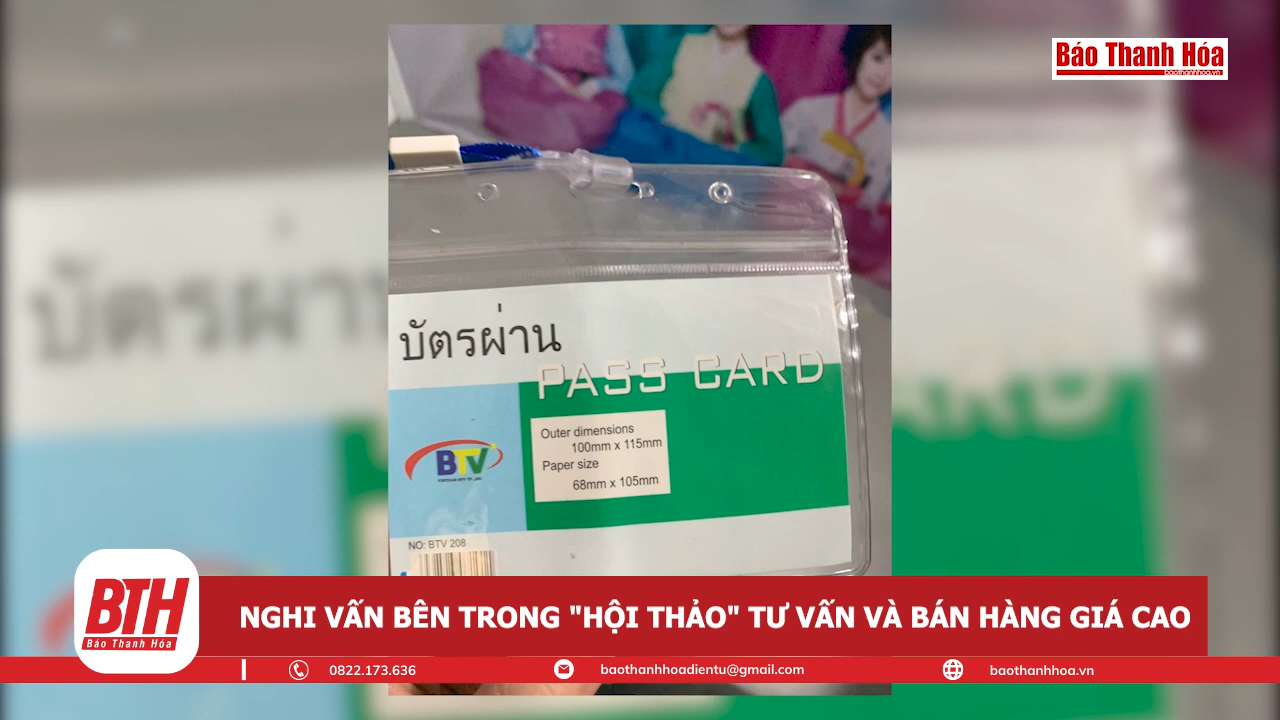 Báo Thanh Hóa
baothanhhoa.vn
บัตรผ่าน
PASS CARD
Outer dimensions
100mm x 115mm
Paper size
68mm x 105mm
BTV
NO: BTV 208
BTH
Báo Thanh Hóa
NGHI VẤN BÊN TRONG "HỘI THẢO" TƯ VẤN VÀ BÁN HÀNG GIÁ CAO
0822.173.636
baothanhhoadientu@gmail.com
baothanhhoa.vn